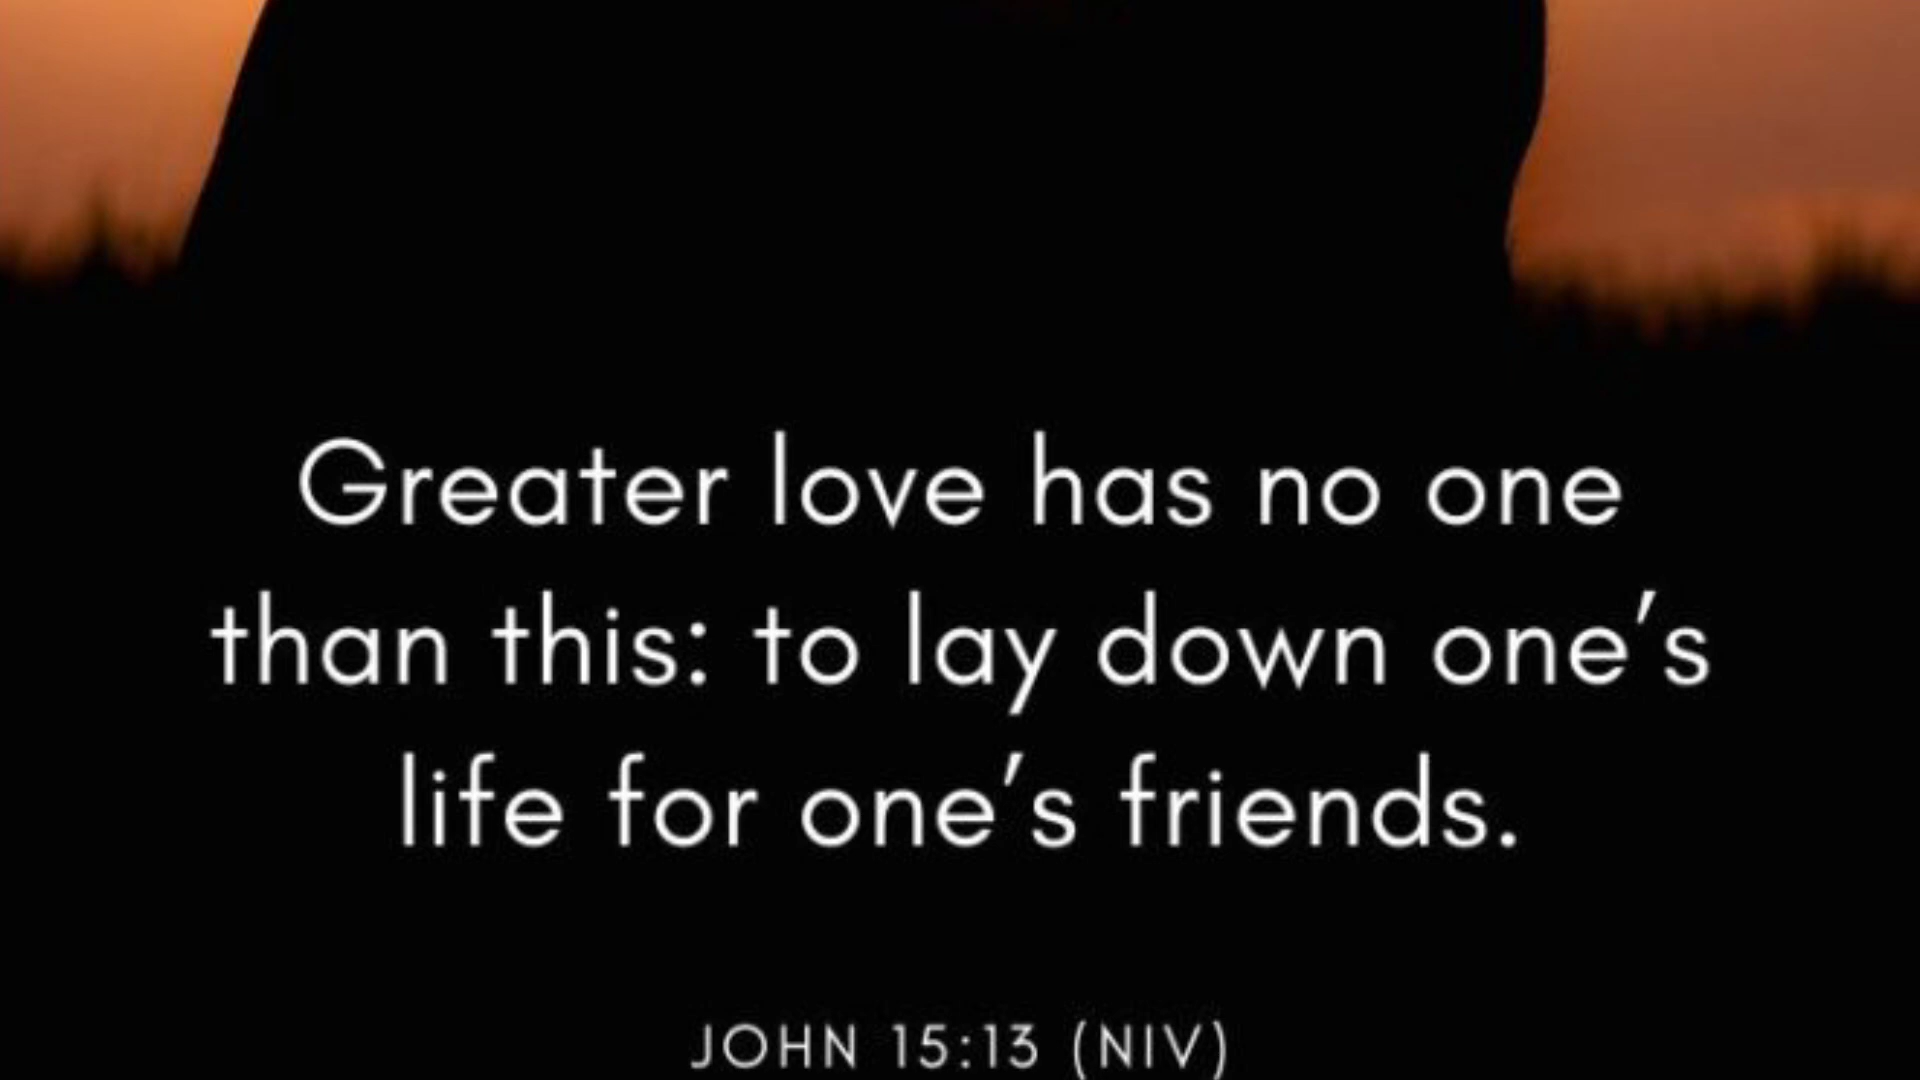 Greater love has no one
than this: to lay down one’s
life for one’s friends.
JOHN 15:13 (NIV)